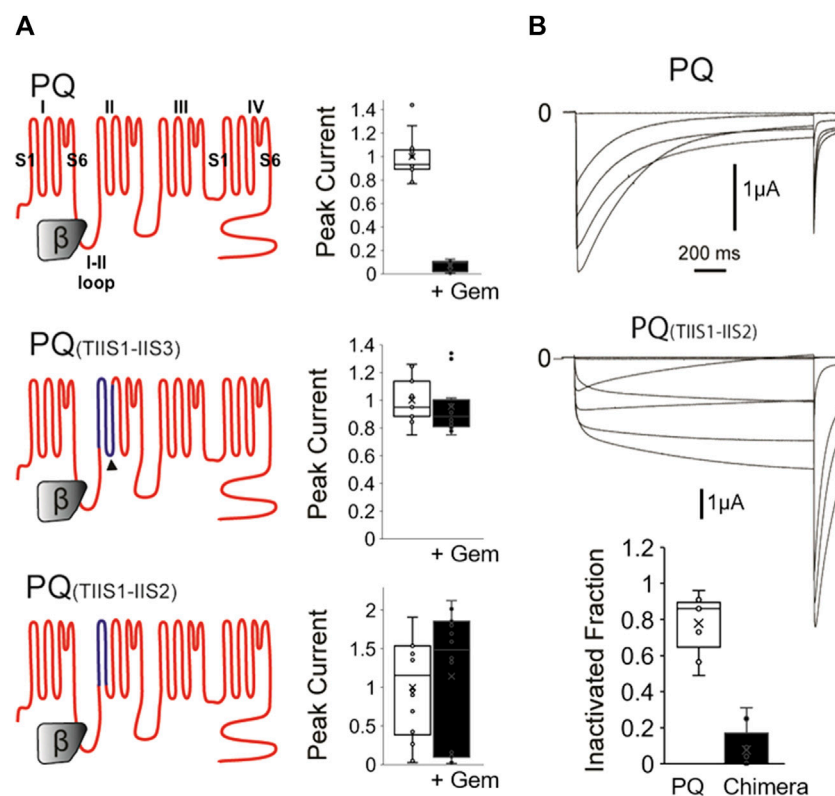 A
PQ
I II III IV
S1 S6 S1 S6
β
I-II
loop
Peak Current
1.4
1.2
1
0.8
0.6
0.4
0.2
0
+ Gem
PQ(TIIS1-IIS3)
β
Peak Current
1.4
1.2
1
0.8
0.6
0.4
0.2
0
+ Gem
PQ(TIIS1-IIS2)
β
Peak Current
2
1.5
1
0.5
0
+ Gem
B
PQ
0
1µA
200 ms
PQ(TIIS1-IIS2)
0
1µA
Inactivated Fraction
1.2
1
0.8
0.6
0.4
0.2
0
PQ Chimera